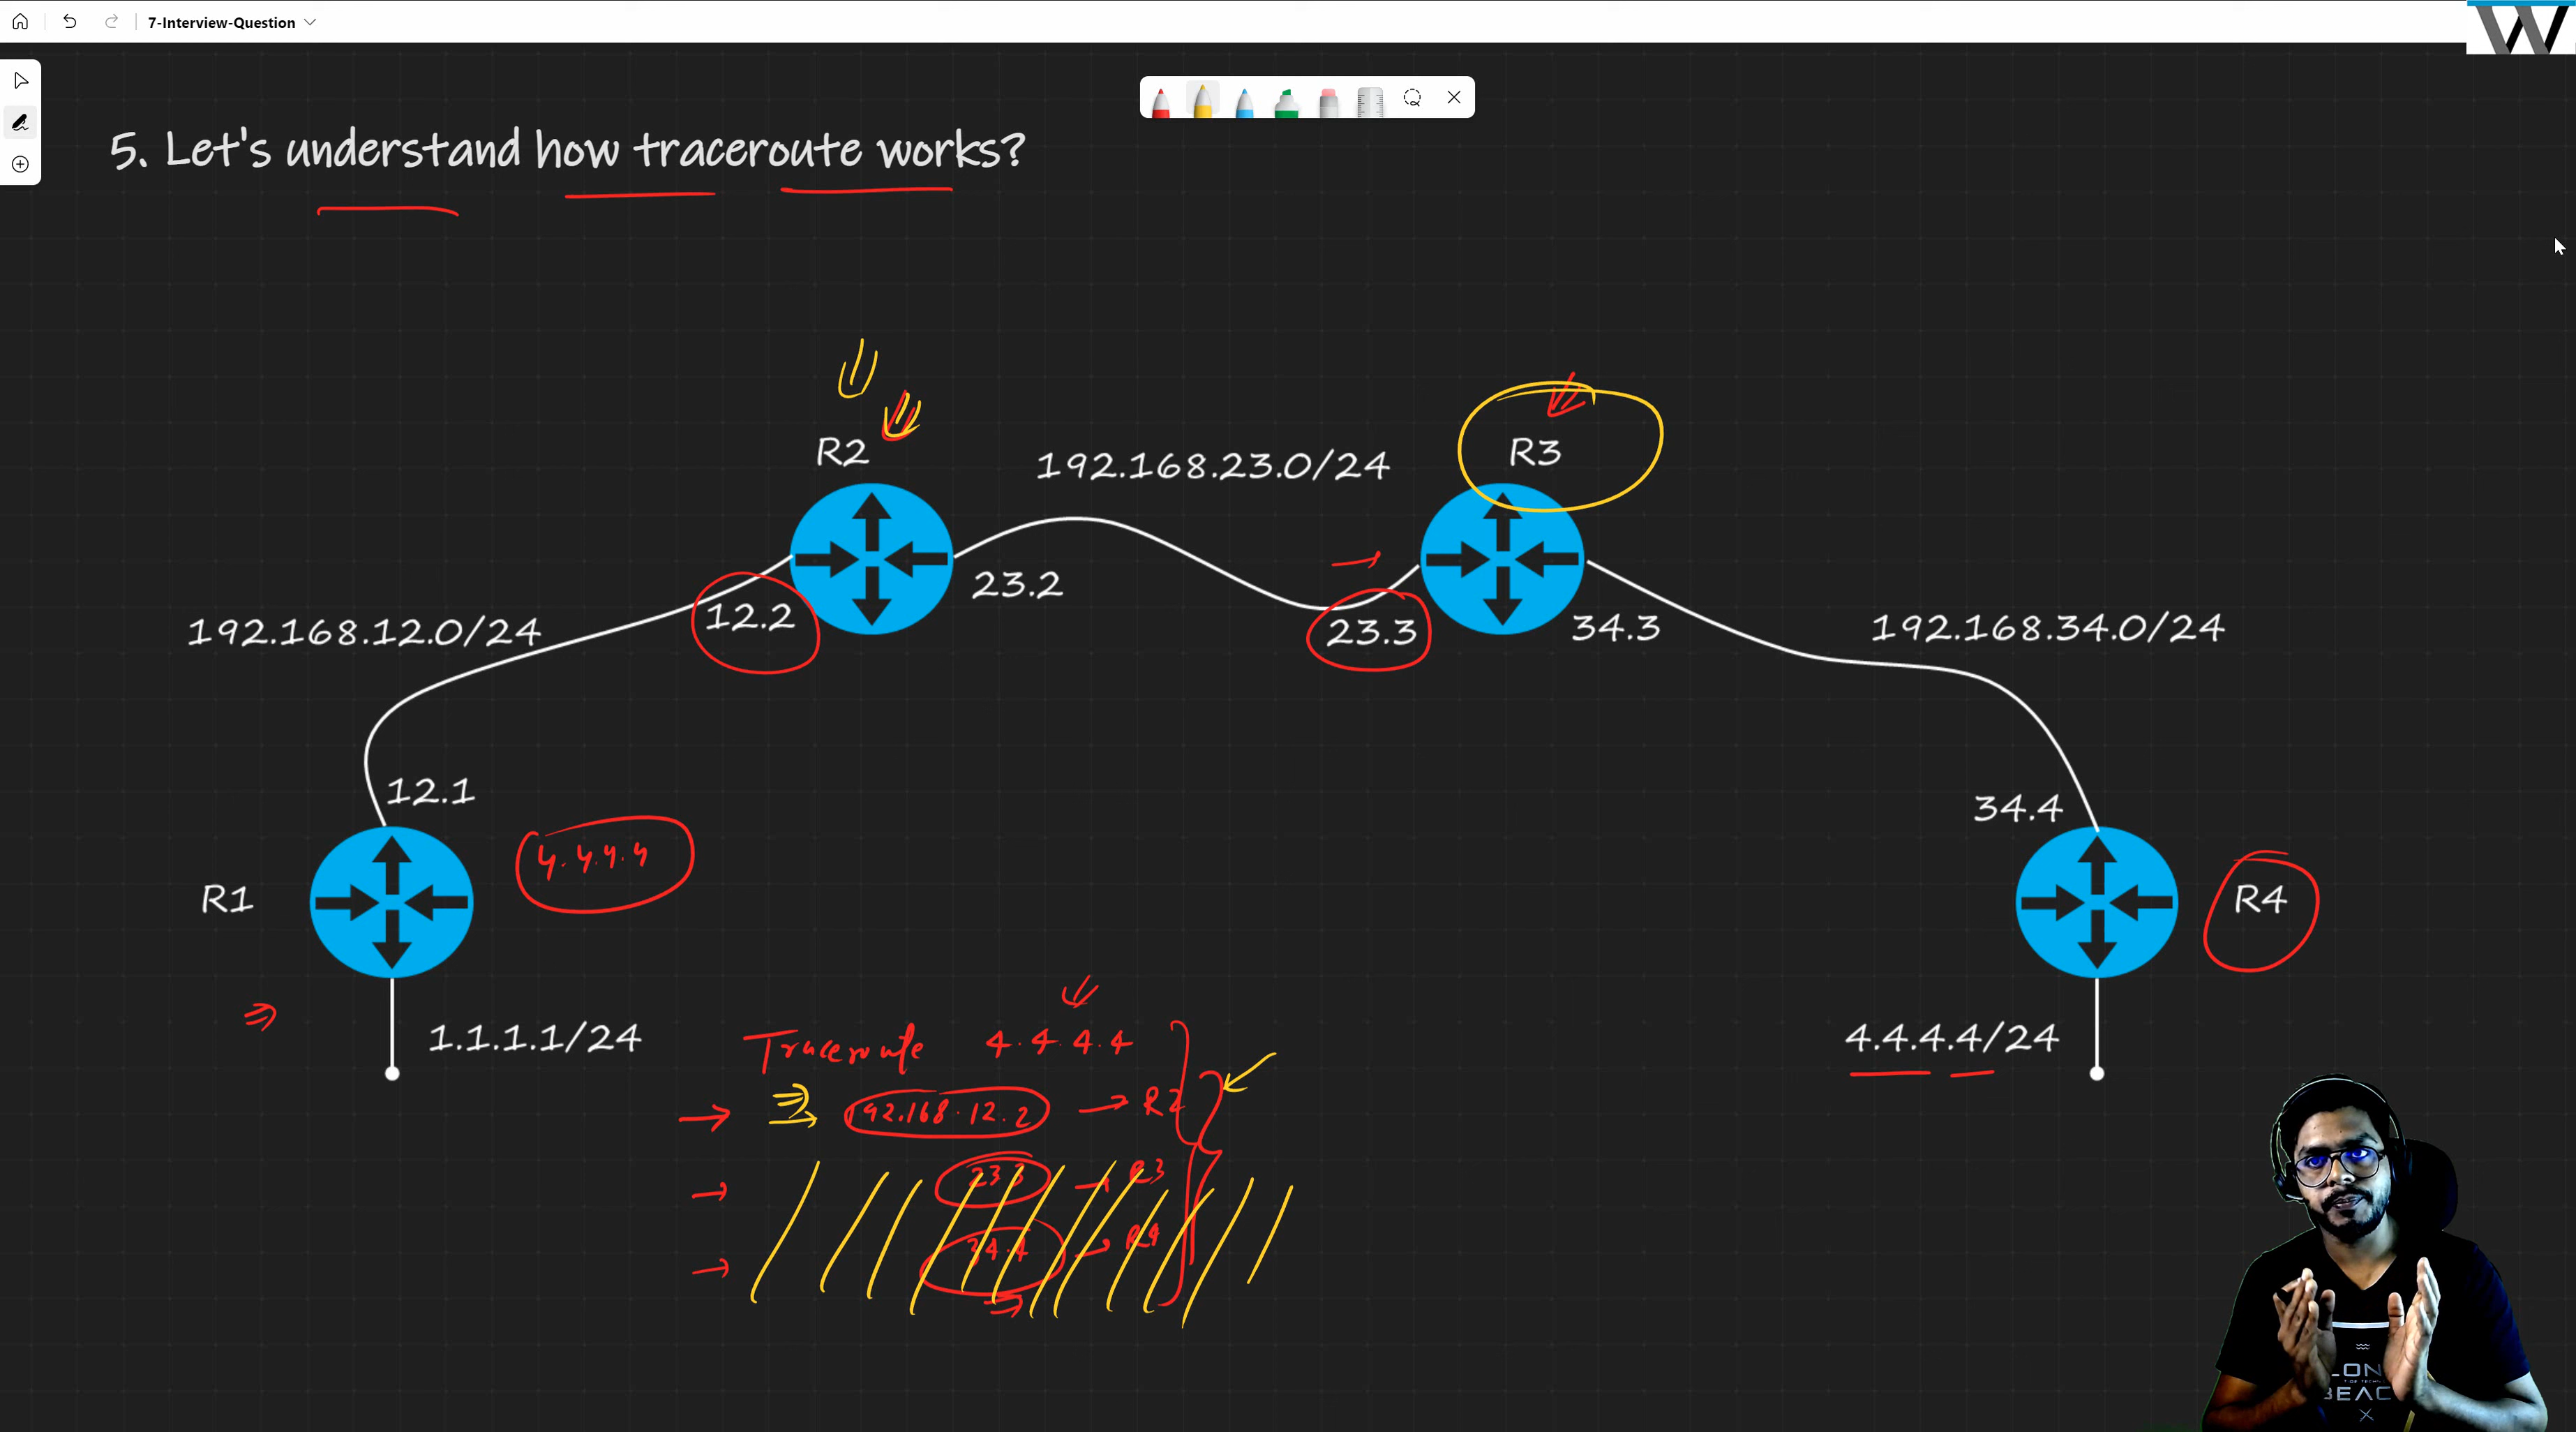 7-Interview-Question
W
5. Let's understand how traceroute works?
R2
R3
192.168.23.0/24
23.2
12.2
23.3
34.3
192.168.12.0/24
192.168.34.0/24
12.1
34.4
4.4.4.4
R1
R4
1.1.1.1/24
4.4.4.4/24
Traceroute 4.4.4.4
192.168.12.2 → R2
23.3 → R3
34.4 → R4
LON
BEAC